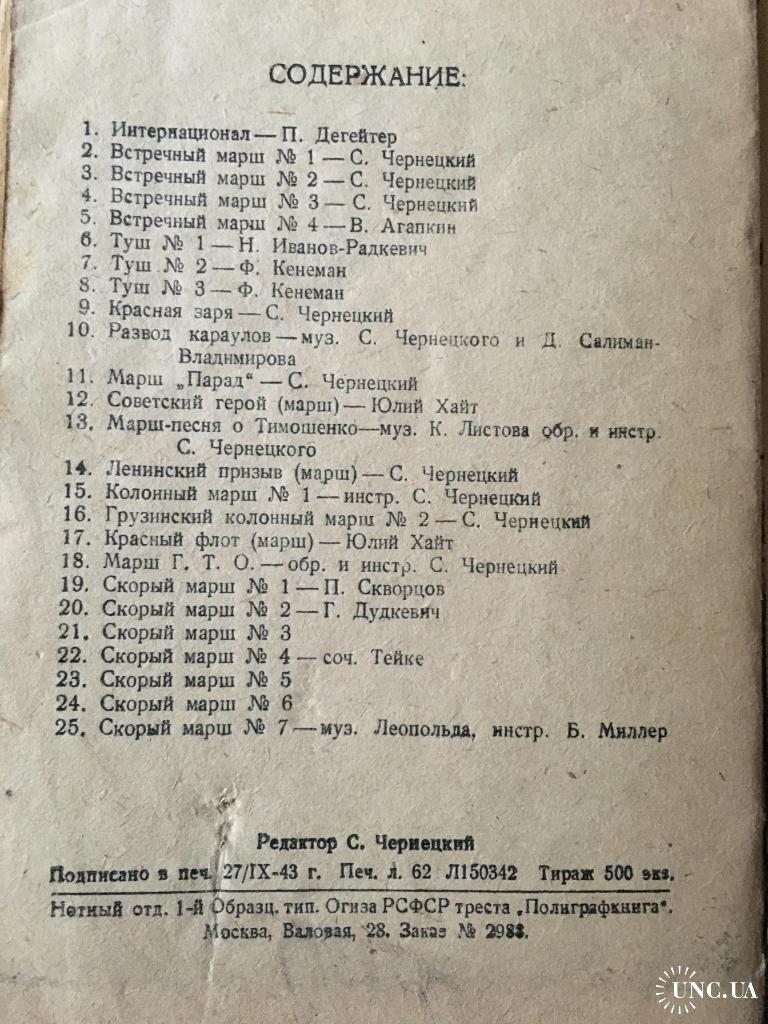 СОДЕРЖАНИЕ:
1. Интернационал — П. Дегейтер
2. Встречный марш № 1 — С. Чернецкий
3. Встречный марш № 2 — С. Чернецкий
4. Встречный марш № 3 — С. Чернецкий
5. Встречный марш № 4 — В. Агапкин
6. Туш № 1 — Н. Иванов-Радкевич
7. Туш № 2 — Ф. Кенеман
8. Туш № 3 — Ф. Кенеман
9. Красная заря — С. Чернецкий
10. Развод караулов — муз. С. Чернецкого и Д. Салиман-
Владимирова
11. Марш „Парад“ — С. Чернецкий
12. Советский герой (марш) — Юлий Хайт
13. Марш-песня о Тимошенко — муз. К. Листова обр. и инстр.
С. Чернецкого
14. Ленинский призыв (марш) — С. Чернецкий
15. Колонный марш № 1 — инстр. С. Чернецкий
16. Грузинский колонный марш № 2 — С. Чернецкий
17. Красный флот (марш) — Юлий Хайт
18. Марш Г. Т. О. — обр. и инстр. С. Чернецкий
19. Скорый марш № 1 — П. Скворцов
20. Скорый марш № 2 — Г. Дудкевич
21. Скорый марш № 3
22. Скорый марш № 4 — соч. Тейке
23. Скорый марш № 5
24. Скорый марш № 6
25. Скорый марш № 7 — муз. Леопольда, инстр. Б. Миллер
Редактор С. Чернецкий
Подписано в печ. 27/IX-43 г. Печ. л. 62 Л150342 Тираж 500 экз.
Нотный отд. 1-й Образц. тип. Огиза РСФСР треста „Полиграфкнига“.
Москва, Валовая, 28. Заказ № 2983.
UNC.UA